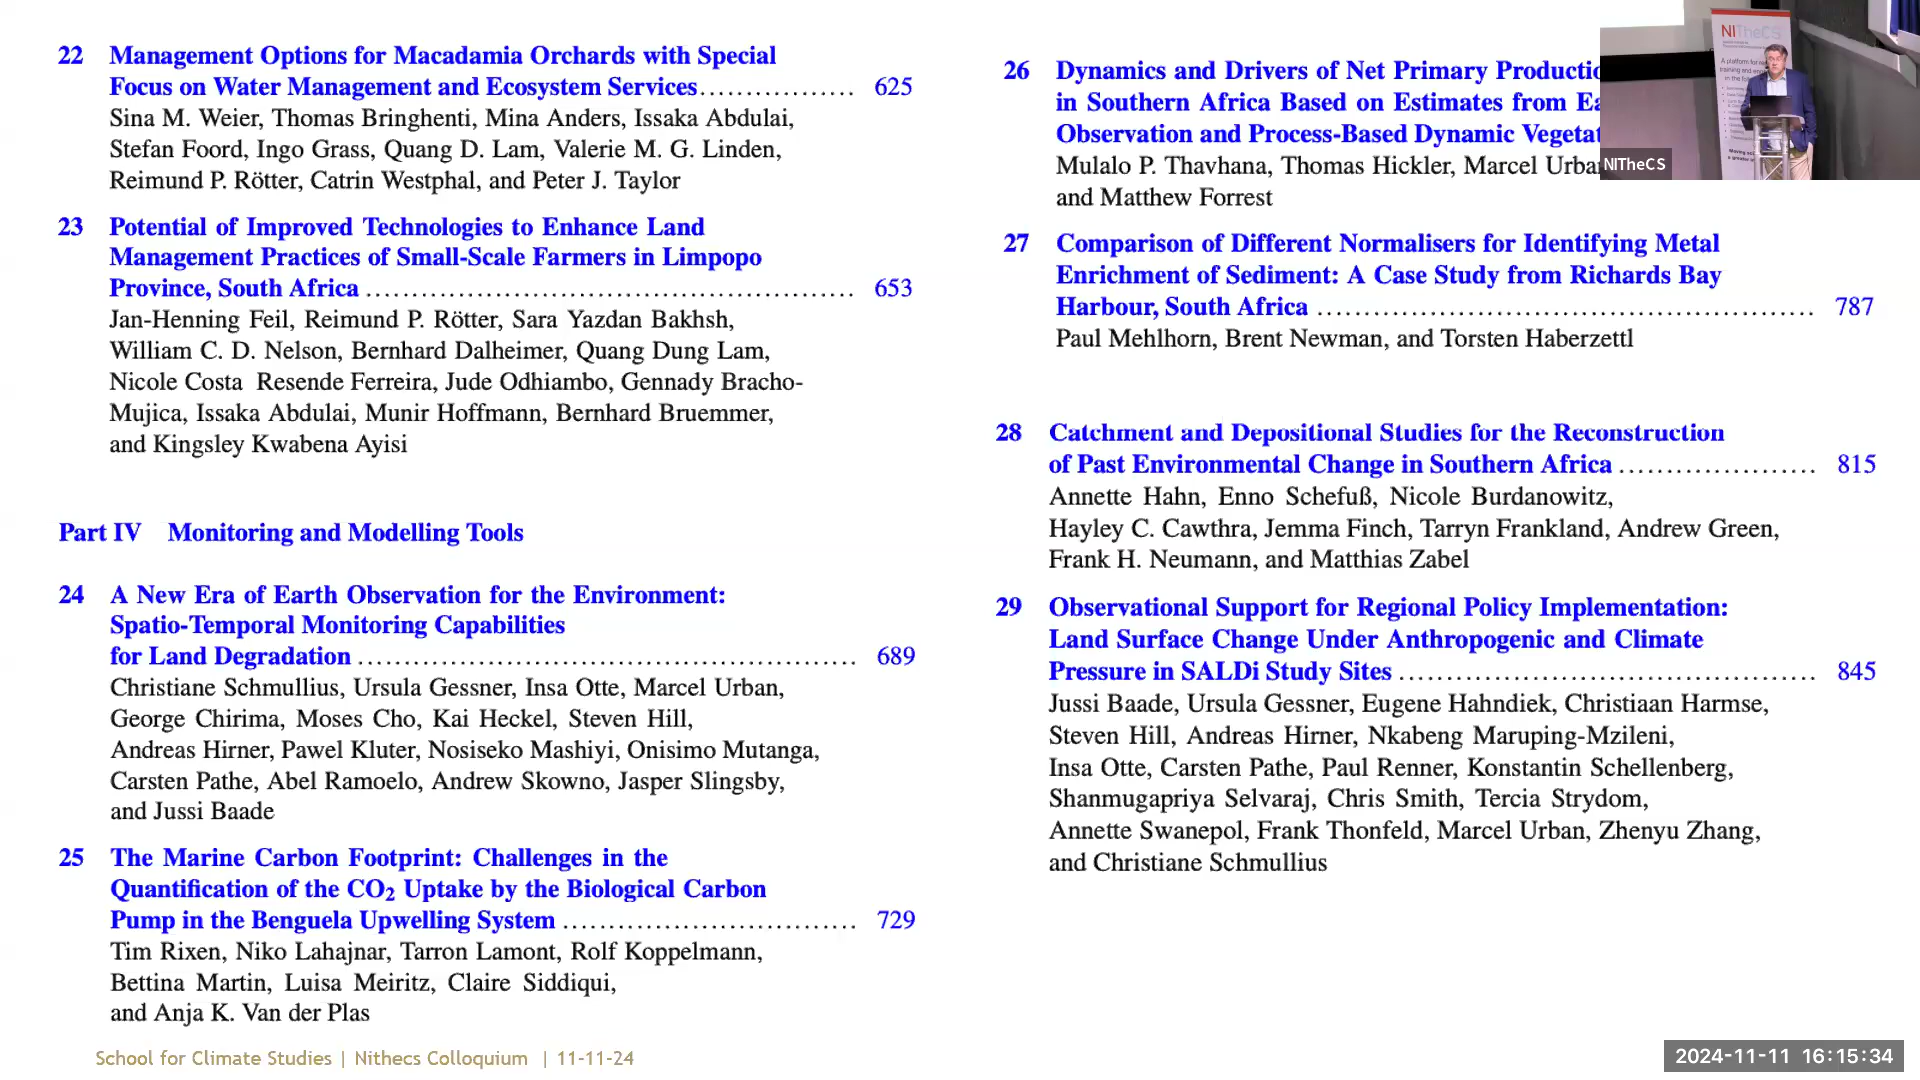 22 Management Options for Macadamia Orchards with Special
Focus on Water Management and Ecosystem Services................. 625
Sina M. Weier, Thomas Bringhenti, Mina Anders, Issaka Abdulai,
Stefan Foord, Ingo Grass, Quang D. Lam, Valerie M. G. Linden,
Reimund P. Rötter, Catrin Westphal, and Peter J. Taylor
23 Potential of Improved Technologies to Enhance Land
Management Practices of Small-Scale Farmers in Limpopo
Province, South Africa ..................................................... 653
Jan-Henning Feil, Reimund P. Rötter, Sara Yazdan Bakhsh,
William C. D. Nelson, Bernhard Dalheimer, Quang Dung Lam,
Nicole Costa Resende Ferreira, Jude Odhiambo, Gennady Bracho-
Mujica, Issaka Abdulai, Munir Hoffmann, Bernhard Bruemmer,
and Kingsley Kwabena Ayisi
Part IV Monitoring and Modelling Tools
24 A New Era of Earth Observation for the Environment:
Spatio-Temporal Monitoring Capabilities
for Land Degradation ...................................................... 689
Christiane Schmullius, Ursula Gessner, Insa Otte, Marcel Urban,
George Chirima, Moses Cho, Kai Heckel, Steven Hill,
Andreas Hirner, Pawel Kluter, Nosiseko Mashiyi, Onisimo Mutanga,
Carsten Pathe, Abel Ramoelo, Andrew Skowno, Jasper Slingsby,
and Jussi Baade
25 The Marine Carbon Footprint: Challenges in the
Quantification of the CO₂ Uptake by the Biological Carbon
Pump in the Benguela Upwelling System ................................ 729
Tim Rixen, Niko Lahajnar, Tarron Lamont, Rolf Koppelmann,
Bettina Martin, Luisa Meiritz, Claire Siddiqui,
and Anja K. Van der Plas
26 Dynamics and Drivers of Net Primary Productio
in Southern Africa Based on Estimates from Ea
Observation and Process-Based Dynamic Vegetat
Mulalo P. Thavhana, Thomas Hickler, Marcel Urba
and Matthew Forrest
27 Comparison of Different Normalisers for Identifying Metal
Enrichment of Sediment: A Case Study from Richards Bay
Harbour, South Africa ..................................................... 787
Paul Mehlhorn, Brent Newman, and Torsten Haberzettl
28 Catchment and Depositional Studies for the Reconstruction
of Past Environmental Change in Southern Africa ..................... 815
Annette Hahn, Enno Schefuß, Nicole Burdanowitz,
Hayley C. Cawthra, Jemma Finch, Tarryn Frankland, Andrew Green,
Frank H. Neumann, and Matthias Zabel
29 Observational Support for Regional Policy Implementation:
Land Surface Change Under Anthropogenic and Climate
Pressure in SALDi Study Sites ............................................ 845
Jussi Baade, Ursula Gessner, Eugene Hahndiek, Christiaan Harmse,
Steven Hill, Andreas Hirner, Nkabeng Maruping-Mzileni,
Insa Otte, Carsten Pathe, Paul Renner, Konstantin Schellenberg,
Shanmugapriya Selvaraj, Chris Smith, Tercia Strydom,
Annette Swanepol, Frank Thonfeld, Marcel Urban, Zhenyu Zhang,
and Christiane Schmullius
NITheCS
NITheCS
School for Climate Studies | Nithecs Colloquium | 11-11-24
2024-11-11 16:15:34